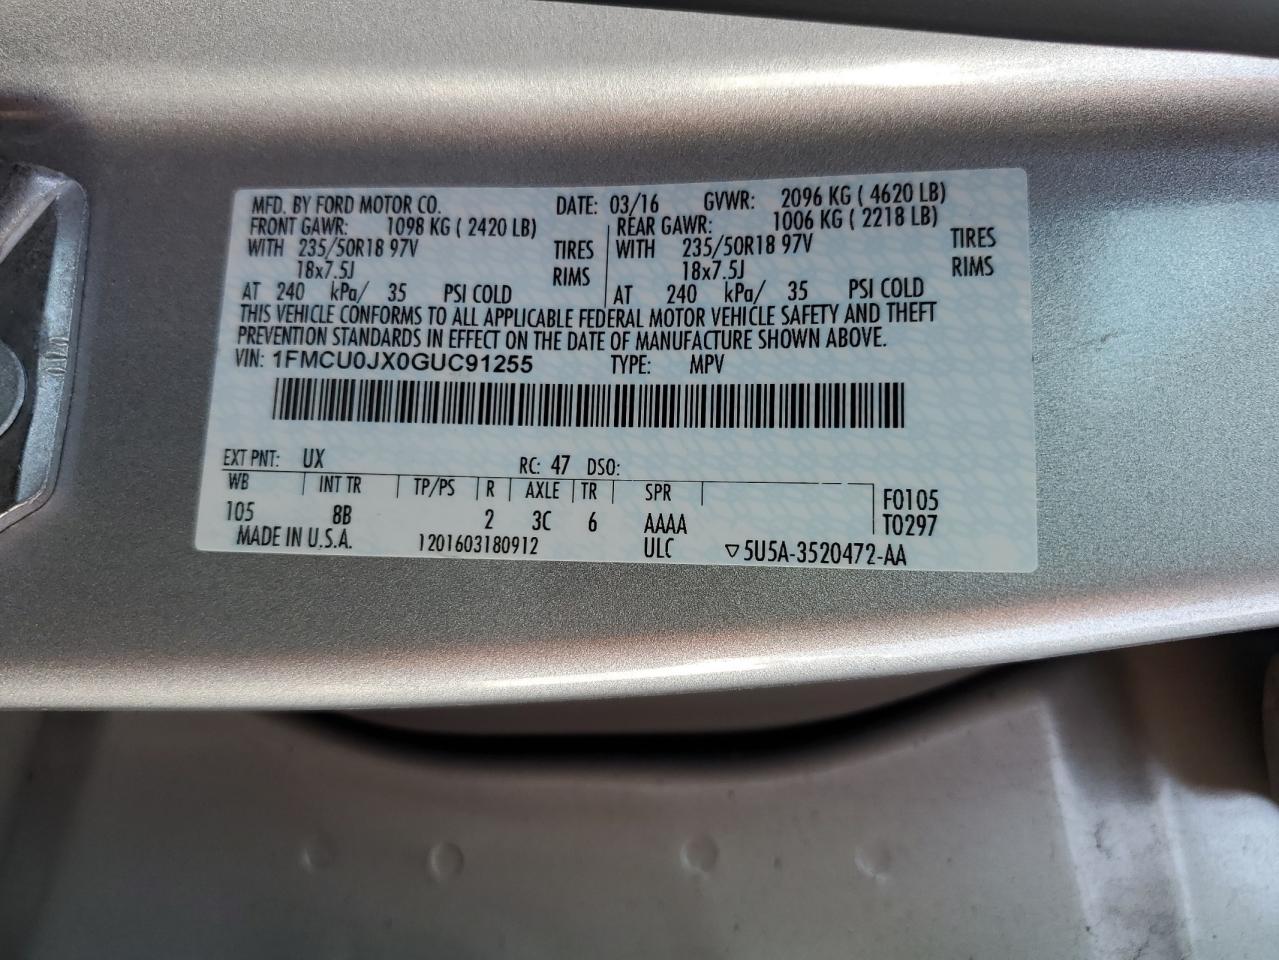 MFD. BY FORD MOTOR CO. DATE: 03/16 GVWR: 2096 KG ( 4620 LB)
FRONT GAWR: 1098 KG ( 2420 LB) REAR GAWR: 1006 KG ( 2218 LB)
WITH 235/50R18 97V TIRES WITH 235/50R18 97V TIRES
18x7.5J RIMS 18x7.5J RIMS
AT 240 kPa/ 35 PSI COLD AT 240 kPa/ 35 PSI COLD
THIS VEHICLE CONFORMS TO ALL APPLICABLE FEDERAL MOTOR VEHICLE SAFETY AND THEFT
PREVENTION STANDARDS IN EFFECT ON THE DATE OF MANUFACTURE SHOWN ABOVE.
VIN: 1FMCU0JX0GUC91255 TYPE: MPV
EXT PNT: UX RC: 47 DSO:
WB INT TR TP/PS R AXLE TR SPR F0105
105 8B 2 3C 6 AAAA T0297
MADE IN U.S.A. 1201603180912 ULC ▽5U5A-3520472-AA